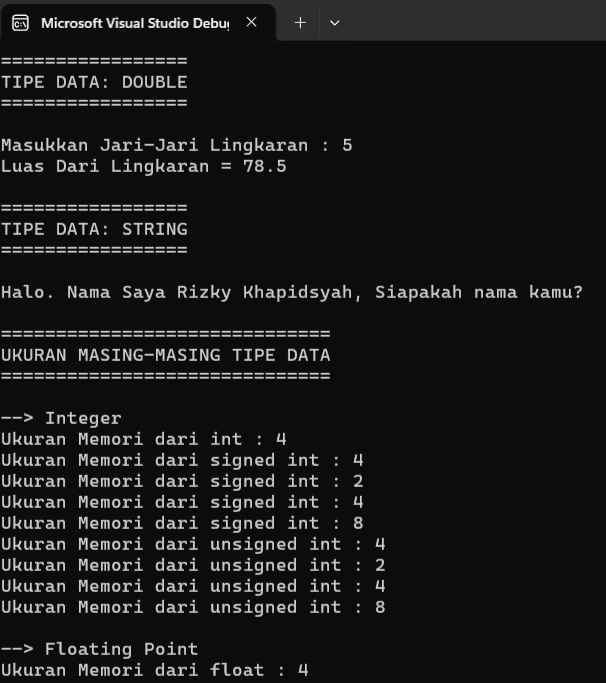 Microsoft Visual Studio Debu
=================
TIPE DATA: DOUBLE
=================
Masukkan Jari-Jari Lingkaran : 5
Luas Dari Lingkaran = 78.5
=================
TIPE DATA: STRING
=================
Halo. Nama Saya Rizky Khapidsyah, Siapakah nama kamu?
==============================
UKURAN MASING-MASING TIPE DATA
==============================
--> Integer
Ukuran Memori dari int : 4
Ukuran Memori dari signed int : 4
Ukuran Memori dari signed int : 2
Ukuran Memori dari signed int : 4
Ukuran Memori dari signed int : 8
Ukuran Memori dari unsigned int : 4
Ukuran Memori dari unsigned int : 2
Ukuran Memori dari unsigned int : 4
Ukuran Memori dari unsigned int : 8
--> Floating Point
Ukuran Memori dari float : 4